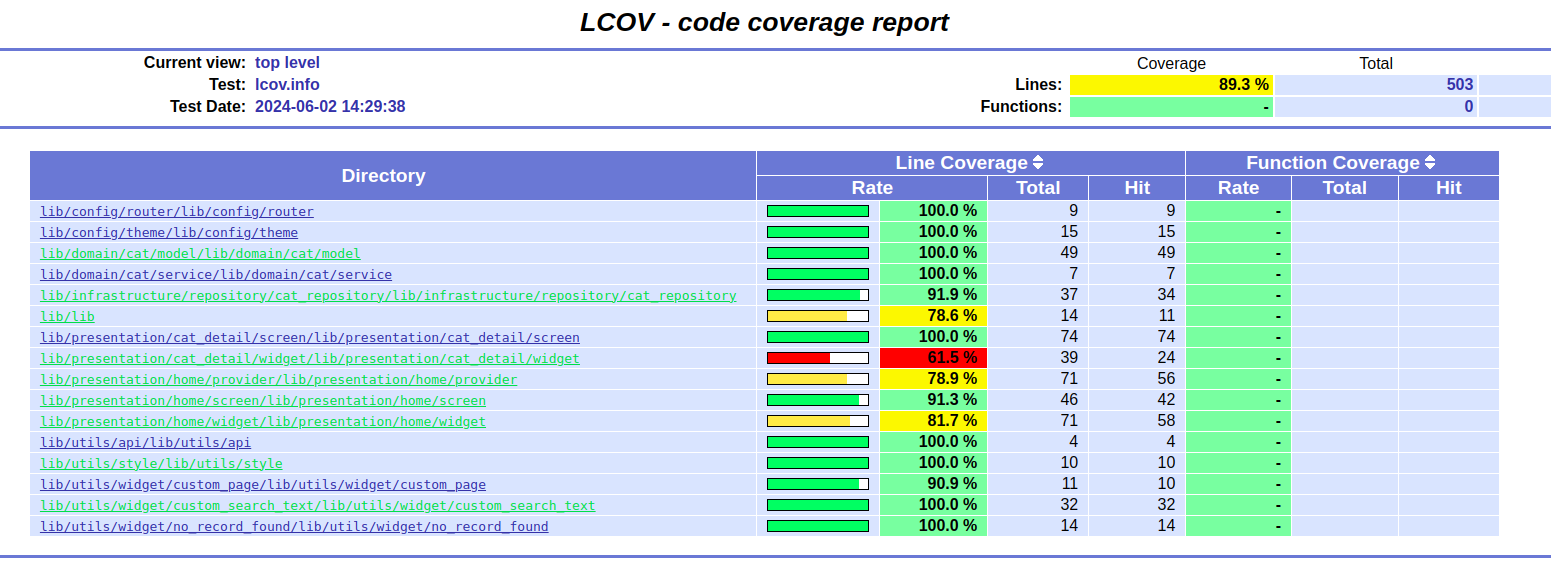 LCOV - code coverage report
Current view: top level
Coverage Total
Test: lcov.info
Lines: 89.3 % 503
Test Date: 2024-06-02 14:29:38
Functions: - 0
Directory Line Coverage Function Coverage
Rate Total Hit Rate Total Hit
lib/config/router/lib/config/router 100.0 % 9 9 -
lib/config/theme/lib/config/theme 100.0 % 15 15 -
lib/domain/cat/model/lib/domain/cat/model 100.0 % 49 49 -
lib/domain/cat/service/lib/domain/cat/service 100.0 % 7 7 -
lib/infrastructure/repository/cat_repository/lib/infrastructure/repository/cat_repository 91.9 % 37 34 -
lib/lib 78.6 % 14 11 -
lib/presentation/cat_detail/screen/lib/presentation/cat_detail/screen 100.0 % 74 74 -
lib/presentation/cat_detail/widget/lib/presentation/cat_detail/widget 61.5 % 39 24 -
lib/presentation/home/provider/lib/presentation/home/provider 78.9 % 71 56 -
lib/presentation/home/screen/lib/presentation/home/screen 91.3 % 46 42 -
lib/presentation/home/widget/lib/presentation/home/widget 81.7 % 71 58 -
lib/utils/api/lib/utils/api 100.0 % 4 4 -
lib/utils/style/lib/utils/style 100.0 % 10 10 -
lib/utils/widget/custom_page/lib/utils/widget/custom_page 90.9 % 11 10 -
lib/utils/widget/custom_search_text/lib/utils/widget/custom_search_text 100.0 % 32 32 -
lib/utils/widget/no_record_found/lib/utils/widget/no_record_found 100.0 % 14 14 -